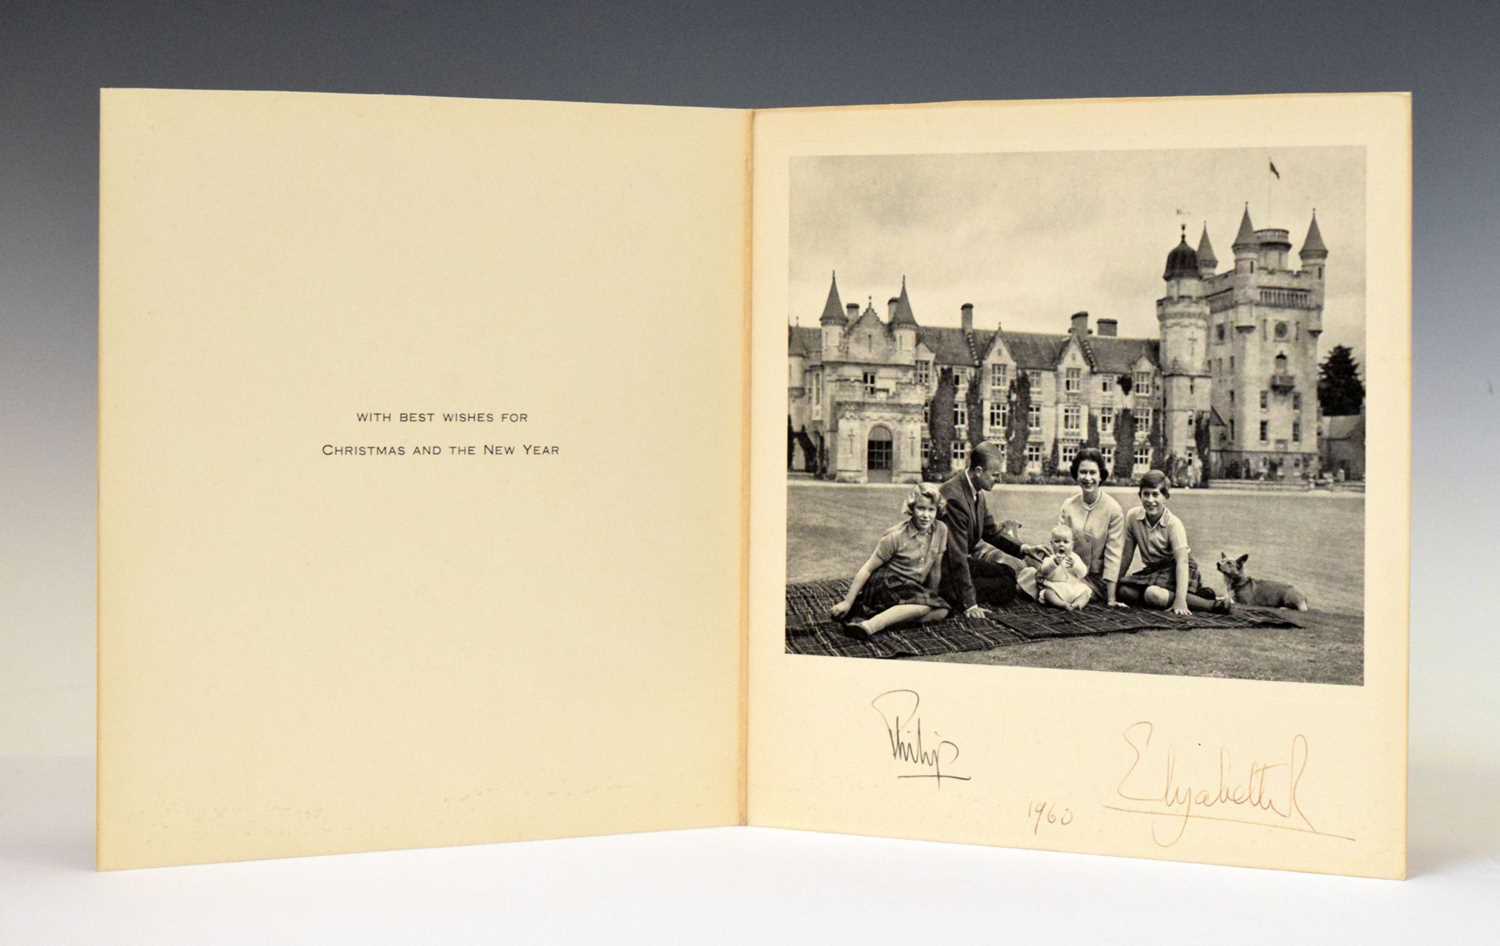 WITH BEST WISHES FOR
CHRISTMAS AND THE NEW YEAR
Philip
1960
Elizabeth R